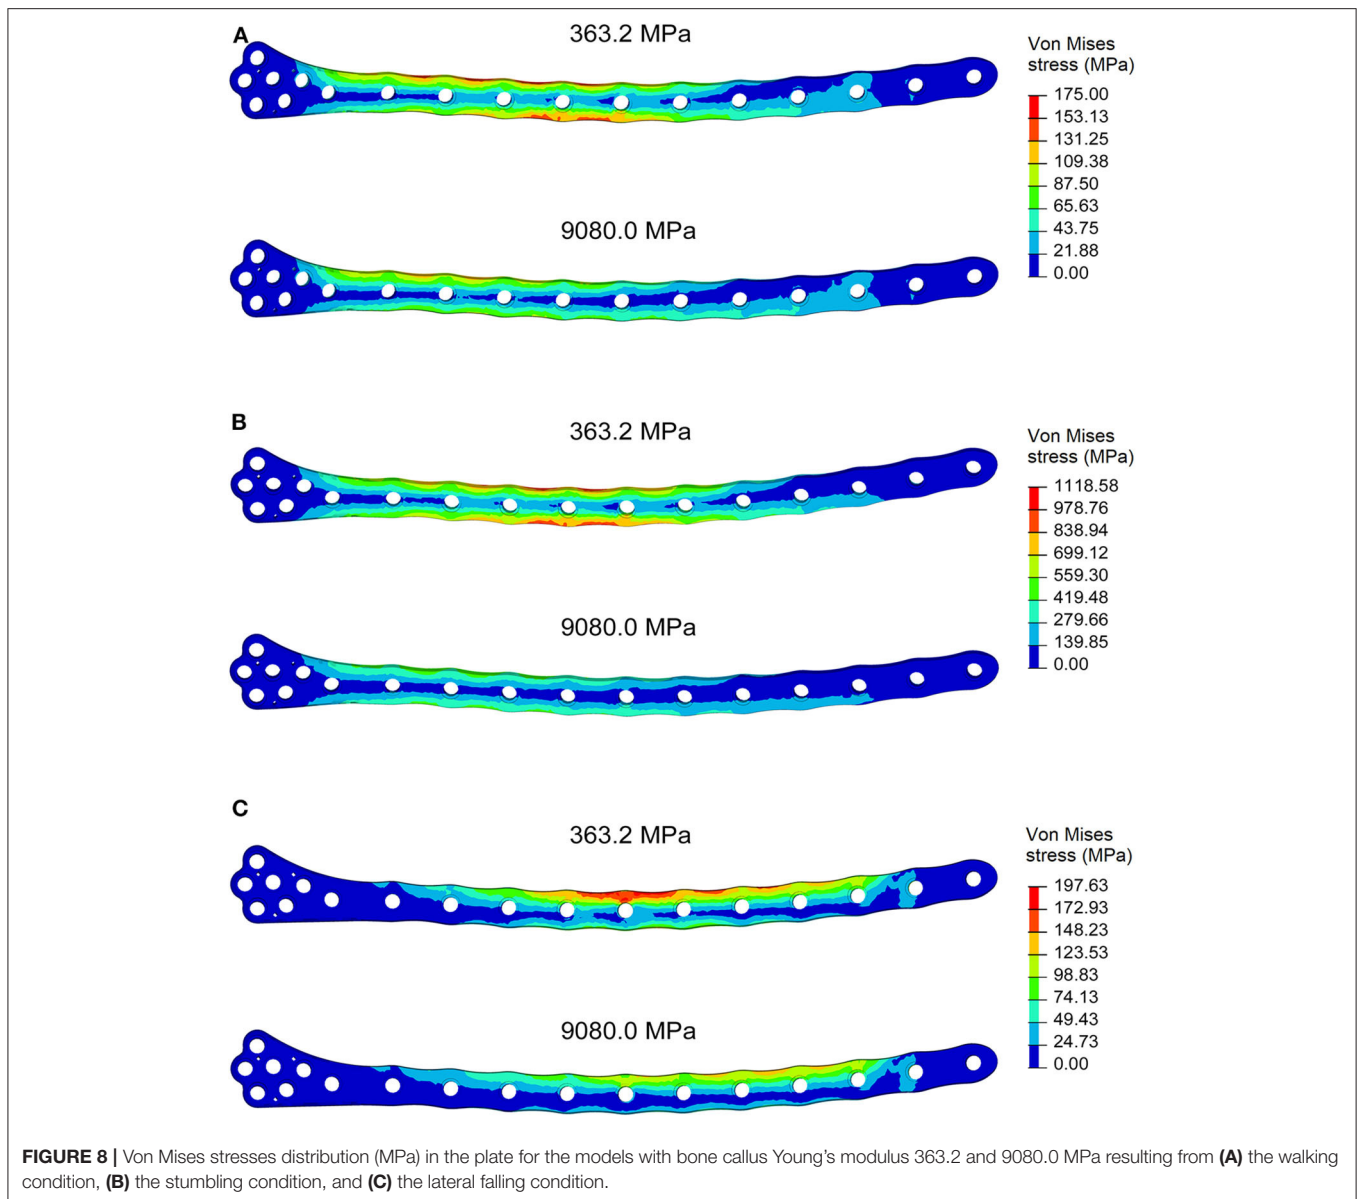 A
363.2 MPa
Von Mises
stress (MPa)
175.00
153.13
131.25
109.38
87.50
65.63
43.75
21.88
0.00
9080.0 MPa
B
363.2 MPa
Von Mises
stress (MPa)
1118.58
978.76
838.94
699.12
559.30
419.48
279.66
139.85
0.00
9080.0 MPa
C
363.2 MPa
Von Mises
stress (MPa)
197.63
172.93
148.23
123.53
98.83
74.13
49.43
24.73
0.00
9080.0 MPa
FIGURE 8 | Von Mises stresses distribution (MPa) in the plate for the models with bone callus Young's modulus 363.2 and 9080.0 MPa resulting from (A) the walking
condition, (B) the stumbling condition, and (C) the lateral falling condition.